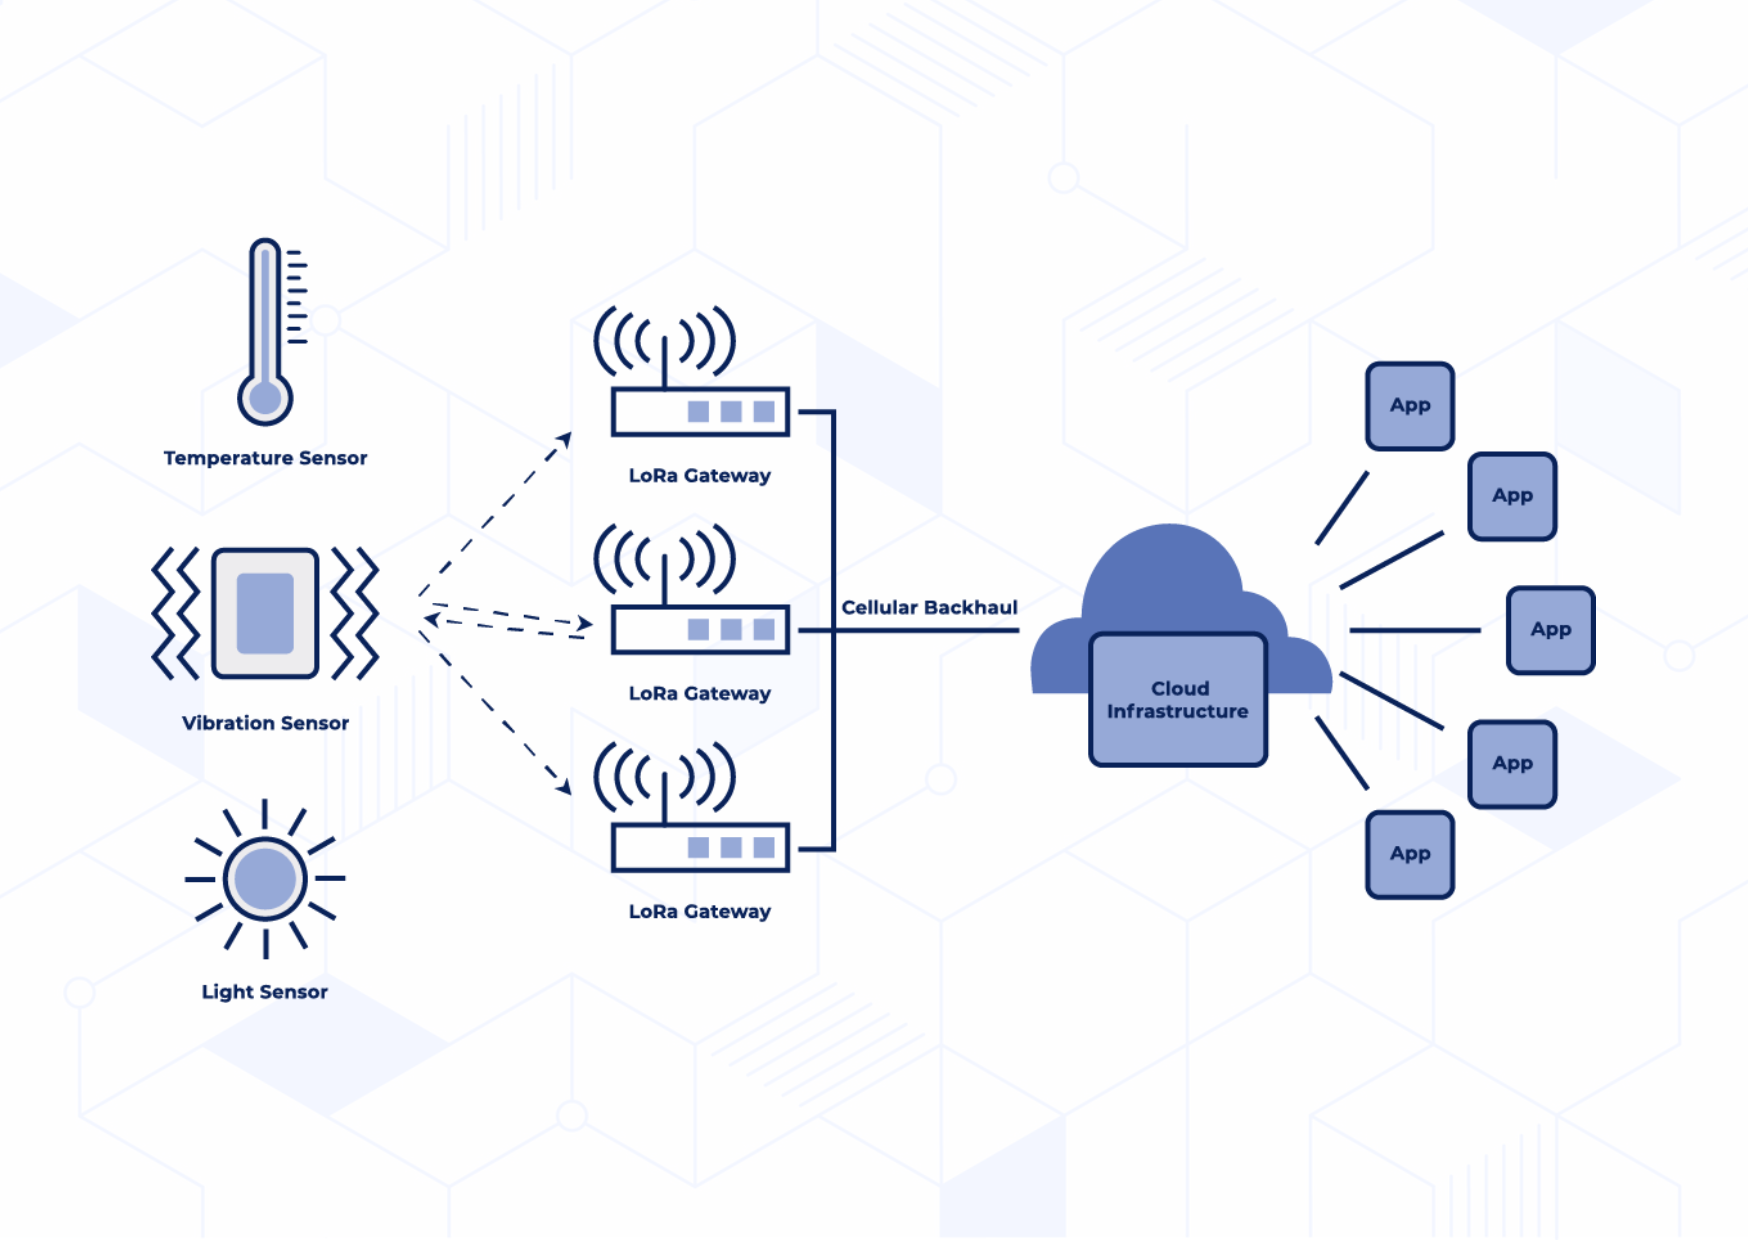 Temperature Sensor
Vibration Sensor
Light Sensor
LoRa Gateway
LoRa Gateway
LoRa Gateway
Cellular Backhaul
Cloud
Infrastructure
App
App
App
App
App